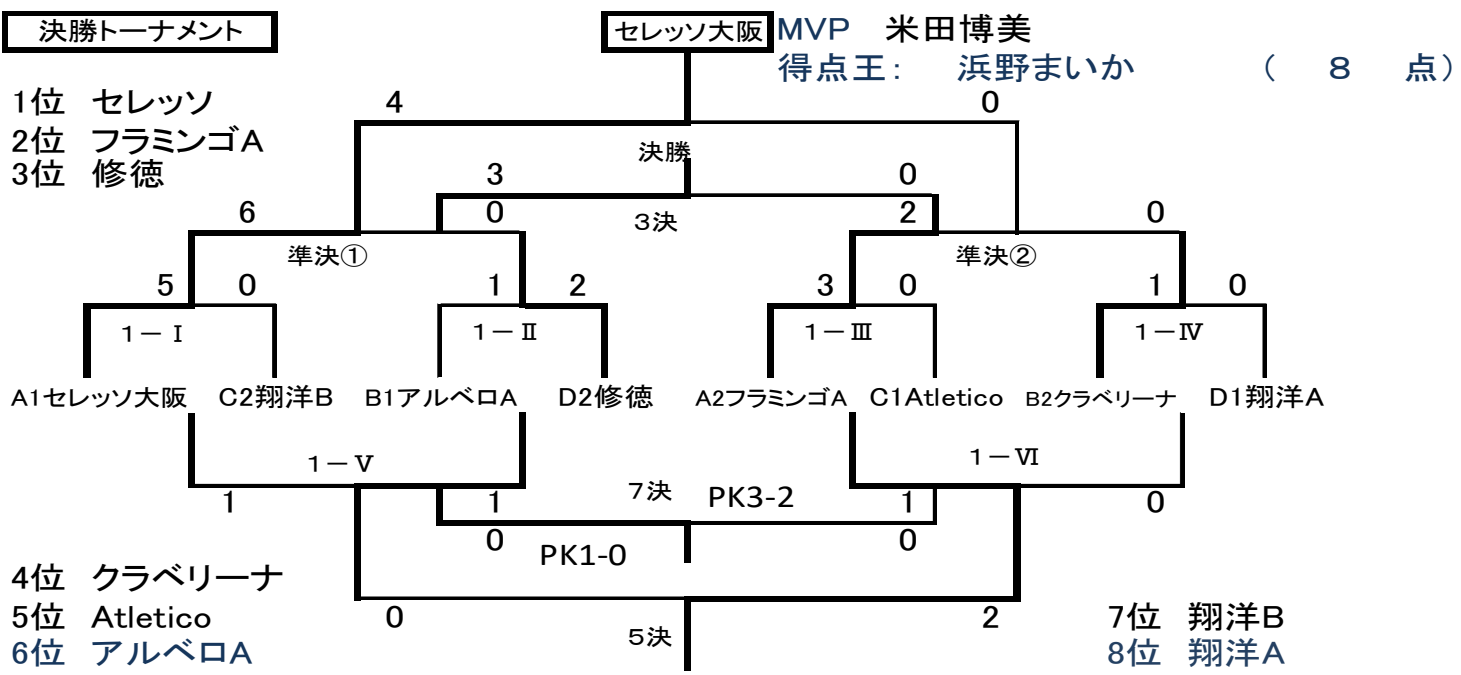 決勝トーナメント
セレッソ大阪
MVP 米田博美
得点王： 浜野まいか （ 8 点）
1位 セレッソ
2位 フラミンゴA
3位 修徳
4 0
決勝
3 0
6 0 3決 2 0
準決① 準決②
5 0 1 2 3 0 1 0
1－Ⅰ 1－Ⅱ 1－Ⅲ 1－Ⅳ
A1セレッソ大阪 C2翔洋B B1アルベロA D2修徳 A2フラミンゴA C1Atletico B2クラベリーナ D1翔洋A
1－Ⅴ 1－Ⅵ
1 1 7決 PK3-2 1 0
0 PK1-0 0
4位 クラベリーナ
5位 Atletico 0 2 7位 翔洋B
6位 アルベロA 5決 8位 翔洋A